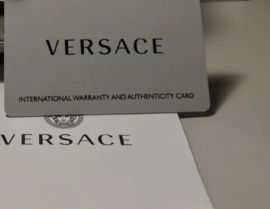 VERSACE
INTERNATIONAL WARRANTY AND AUTHENTICITY CARD
VERSACE